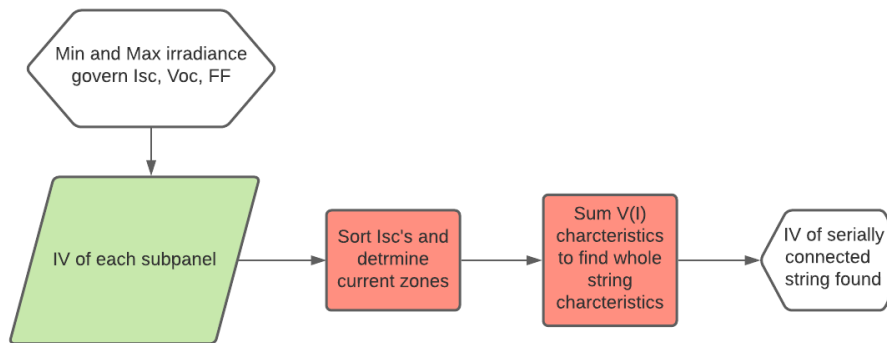 Min and Max irradiance
govern Isc, Voc, FF
IV of each subpanel
Sort Isc's and
detrmine
current zones
Sum V(I)
charcteristics
to find whole
string
charcteristics
IV of serially
connected
string found